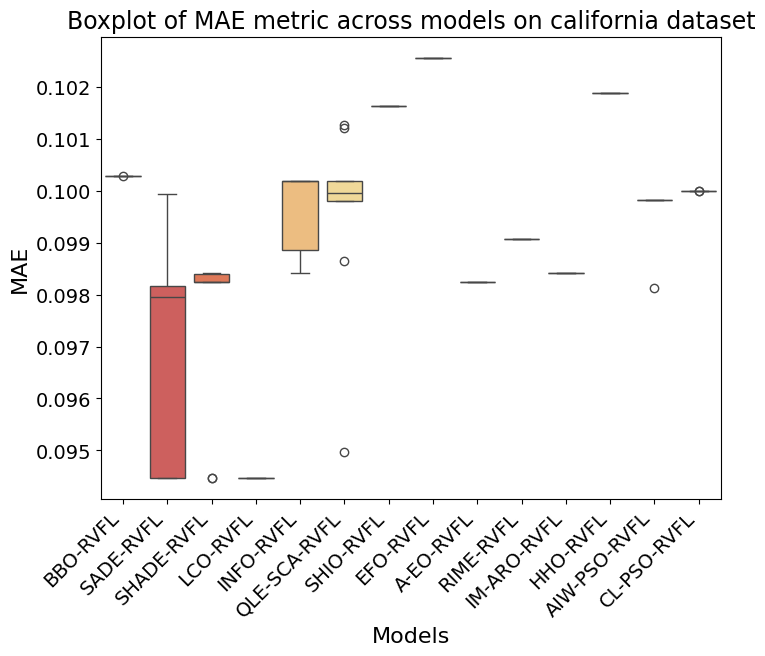 Boxplot of MAE metric across models on california dataset
0.102
0.101
0.100
0.099
0.098
0.097
0.096
0.095
MAE
BBO-RVFL
SADE-RVFL
SHADE-RVFL
LCO-RVFL
INFO-RVFL
QLE-SCA-RVFL
SHIO-RVFL
EFO-RVFL
A-EO-RVFL
RIME-RVFL
IM-ARO-RVFL
HHO-RVFL
AIW-PSO-RVFL
CL-PSO-RVFL
Models